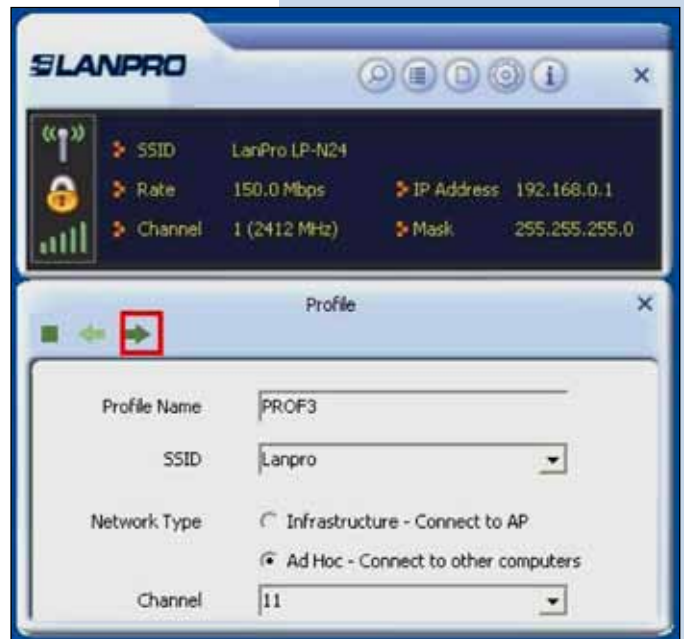 LANPRO
SSID LanPro LP-N24
Rate 150.0 Mbps IP Address 192.168.0.1
Channel 1 (2412 MHz) Mask 255.255.255.0
Profile
Profile Name PROF3
SSID Lanpro
Network Type Infrastructure - Connect to AP
Ad Hoc - Connect to other computers
Channel 11